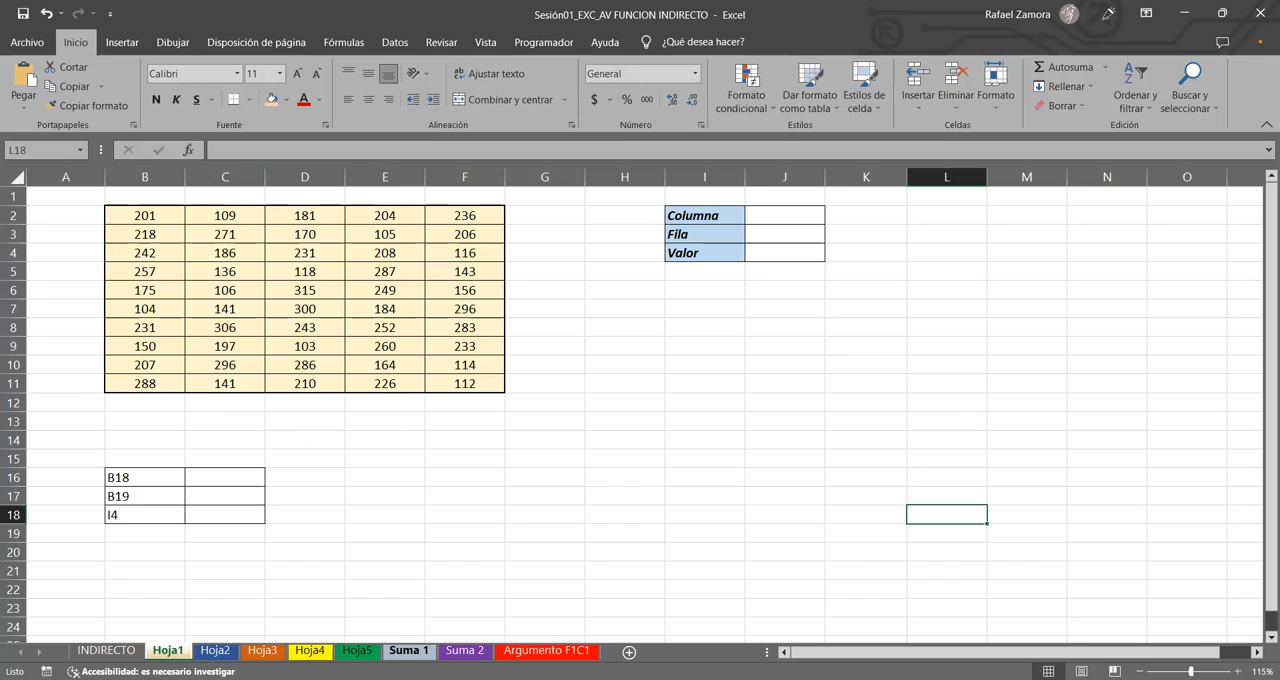 Sesión01_EXC_AV FUNCION INDIRECTO - Excel
Rafael Zamora
Archivo Inicio Insertar Dibujar Disposición de página Fórmulas Datos Revisar Vista Programador Ayuda ¿Qué desea hacer?
Pegar
Cortar
Copiar
Copiar formato
Portapapeles
Calibri 11
N K S
Fuente
Ajustar texto
Combinar y centrar
Alineación
General
$ % 000
Número
Formato condicional
Dar formato como tabla
Estilos de celda
Estilos
Insertar Eliminar Formato
Celdas
Autosuma
Rellenar
Borrar
Ordenar y filtrar
Buscar y seleccionar
Edición
L18 fx
A B C D E F G H I J K L M N O
1
2 201 109 181 204 236 Columna
3 218 271 170 105 206 Fila
4 242 186 231 208 116 Valor
5 257 136 118 287 143
6 175 106 315 249 156
7 104 141 300 184 296
8 231 306 243 252 283
9 150 197 103 260 233
10 207 296 286 164 114
11 288 141 210 226 112
12
13
14
15
16 B18
17 B19
18 I4
19
20
21
22
23
24
INDIRECTO Hoja1 Hoja2 Hoja3 Hoja4 Hoja5 Suma 1 Suma 2 Argumento F1C1
Listo Accesibilidad: es necesario investigar 115%